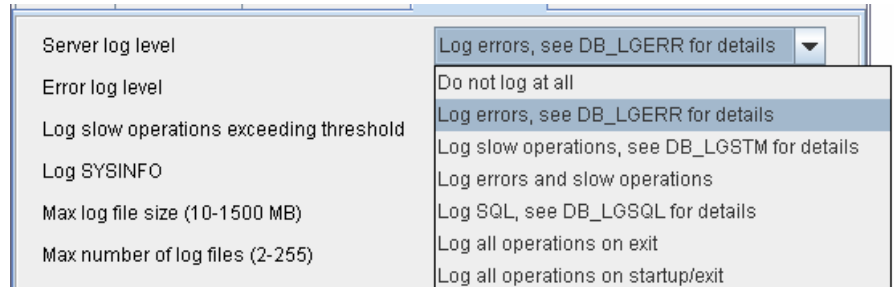 Server log level
Log errors, see DB_LGERR for details
Error log level
Do not log at all
Log errors, see DB_LGERR for details
Log slow operations exceeding threshold
Log slow operations, see DB_LGSTM for details
Log SYSINFO
Log errors and slow operations
Max log file size (10-1500 MB)
Log SQL, see DB_LGSQL for details
Max number of log files (2-255)
Log all operations on exit
Log all operations on startup/exit